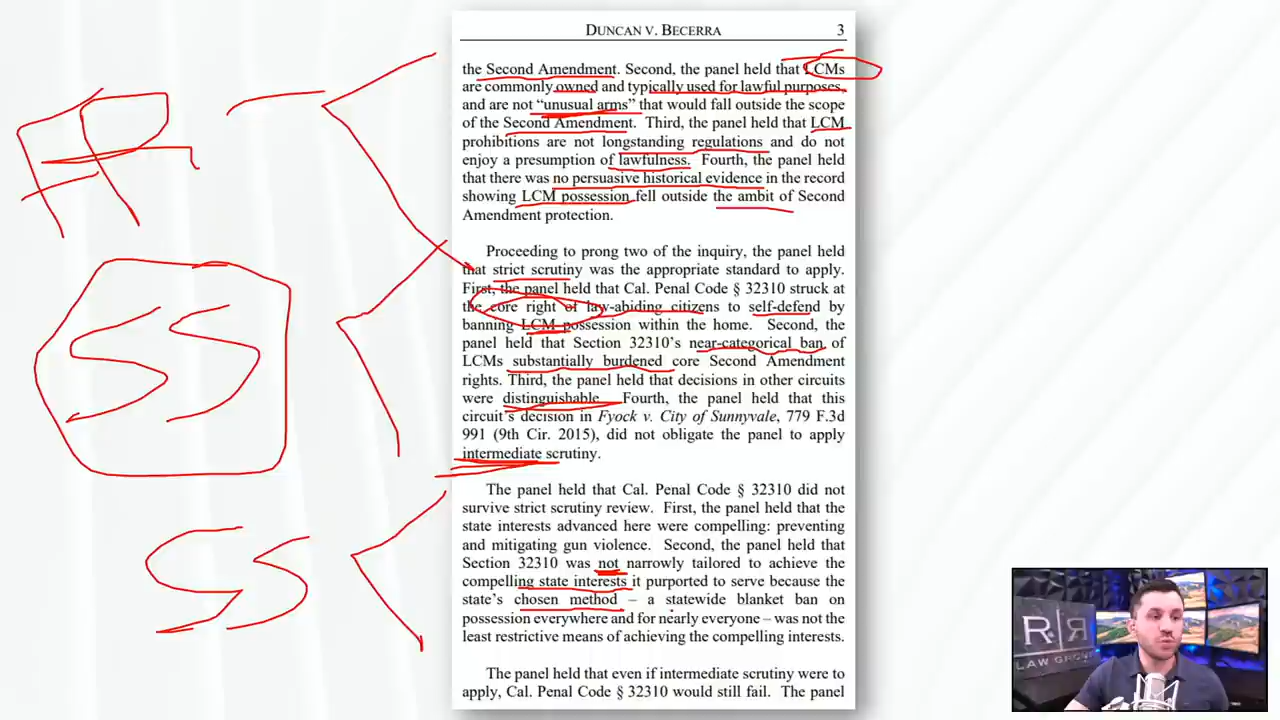 DUNCAN V. BECERRA 3
the Second Amendment. Second, the panel held that LCMs
are commonly owned and typically used for lawful purposes,
and are not “unusual arms” that would fall outside the scope
of the Second Amendment. Third, the panel held that LCM
prohibitions are not longstanding regulations and do not
enjoy a presumption of lawfulness. Fourth, the panel held
that there was no persuasive historical evidence in the record
showing LCM possession fell outside the ambit of Second
Amendment protection.
Proceeding to prong two of the inquiry, the panel held
that strict scrutiny was the appropriate standard to apply.
First, the panel held that Cal. Penal Code § 32310 struck at
the core right of law-abiding citizens to self-defend by
banning LCM possession within the home. Second, the
panel held that Section 32310’s near-categorical ban of
LCMs substantially burdened core Second Amendment
rights. Third, the panel held that decisions in other circuits
were distinguishable. Fourth, the panel held that this
circuit’s decision in Fyock v. City of Sunnyvale, 779 F.3d
991 (9th Cir. 2015), did not obligate the panel to apply
intermediate scrutiny.
The panel held that Cal. Penal Code § 32310 did not
survive strict scrutiny review. First, the panel held that the
state interests advanced here were compelling: preventing
and mitigating gun violence. Second, the panel held that
Section 32310 was not narrowly tailored to achieve the
compelling state interests it purported to serve because the
state’s chosen method – a statewide blanket ban on
possession everywhere and for nearly everyone – was not the
least restrictive means of achieving the compelling interests.
The panel held that even if intermediate scrutiny were to
apply, Cal. Penal Code § 32310 would still fail. The panel
FR
SS
SS
R R
LAW GROUP